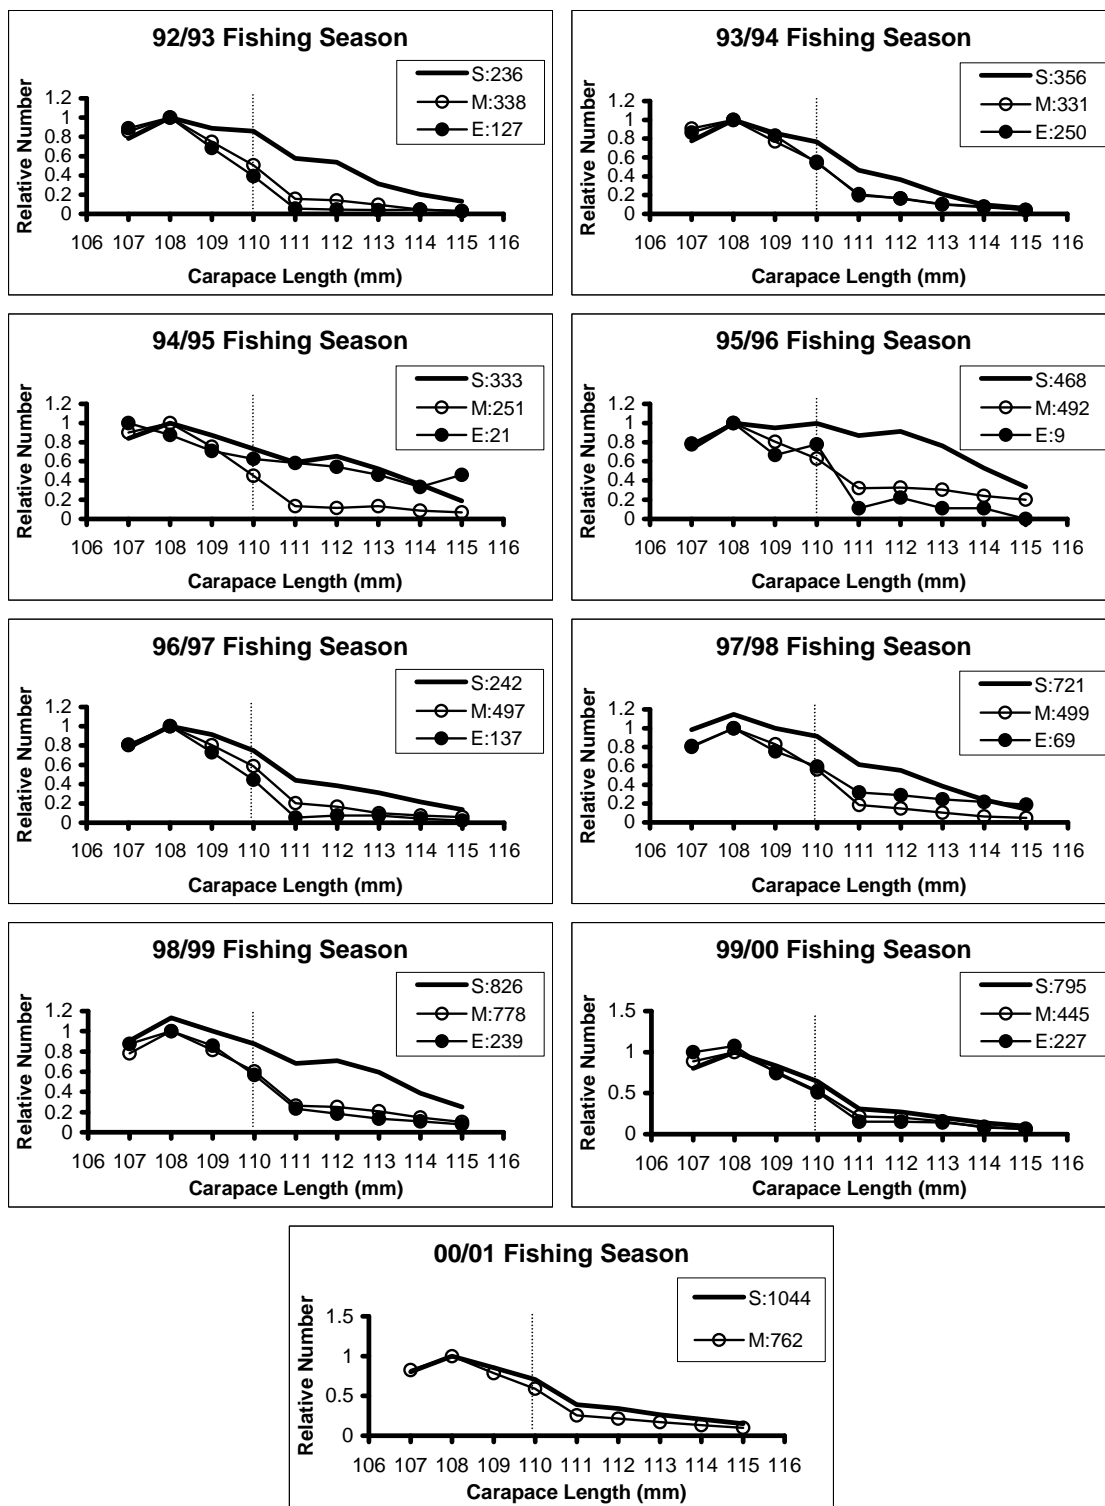 92/93 Fishing Season
S:236
M:338
E:127
Relative Number
1.2
1
0.8
0.6
0.4
0.2
0
106 107 108 109 110 111 112 113 114 115 116
Carapace Length (mm)
93/94 Fishing Season
S:356
M:331
E:250
Relative Number
1.2
1
0.8
0.6
0.4
0.2
0
106 107 108 109 110 111 112 113 114 115 116
Carapace Length (mm)
94/95 Fishing Season
S:333
M:251
E:21
Relative Number
1.2
1
0.8
0.6
0.4
0.2
0
106 107 108 109 110 111 112 113 114 115 116
Carapace Length (mm)
95/96 Fishing Season
S:468
M:492
E:9
Relative Number
1.2
1
0.8
0.6
0.4
0.2
0
106 107 108 109 110 111 112 113 114 115 116
Carapace Length (mm)
96/97 Fishing Season
S:242
M:497
E:137
Relative Number
1.2
1
0.8
0.6
0.4
0.2
0
106 107 108 109 110 111 112 113 114 115 116
Carapace Length (mm)
97/98 Fishing Season
S:721
M:499
E:69
Relative Number
1.2
1
0.8
0.6
0.4
0.2
0
106 107 108 109 110 111 112 113 114 115 116
Carapace Length (mm)
98/99 Fishing Season
S:826
M:778
E:239
Relative Number
1.2
1
0.8
0.6
0.4
0.2
0
106 107 108 109 110 111 112 113 114 115 116
Carapace Length (mm)
99/00 Fishing Season
S:795
M:445
E:227
Relative Number
1.5
1
0.5
0
106 107 108 109 110 111 112 113 114 115 116
Carapace Length (mm)
00/01 Fishing Season
S:1044
M:762
Relative Number
1.5
1
0.5
0
106 107 108 109 110 111 112 113 114 115 116
Carapace Length (mm)